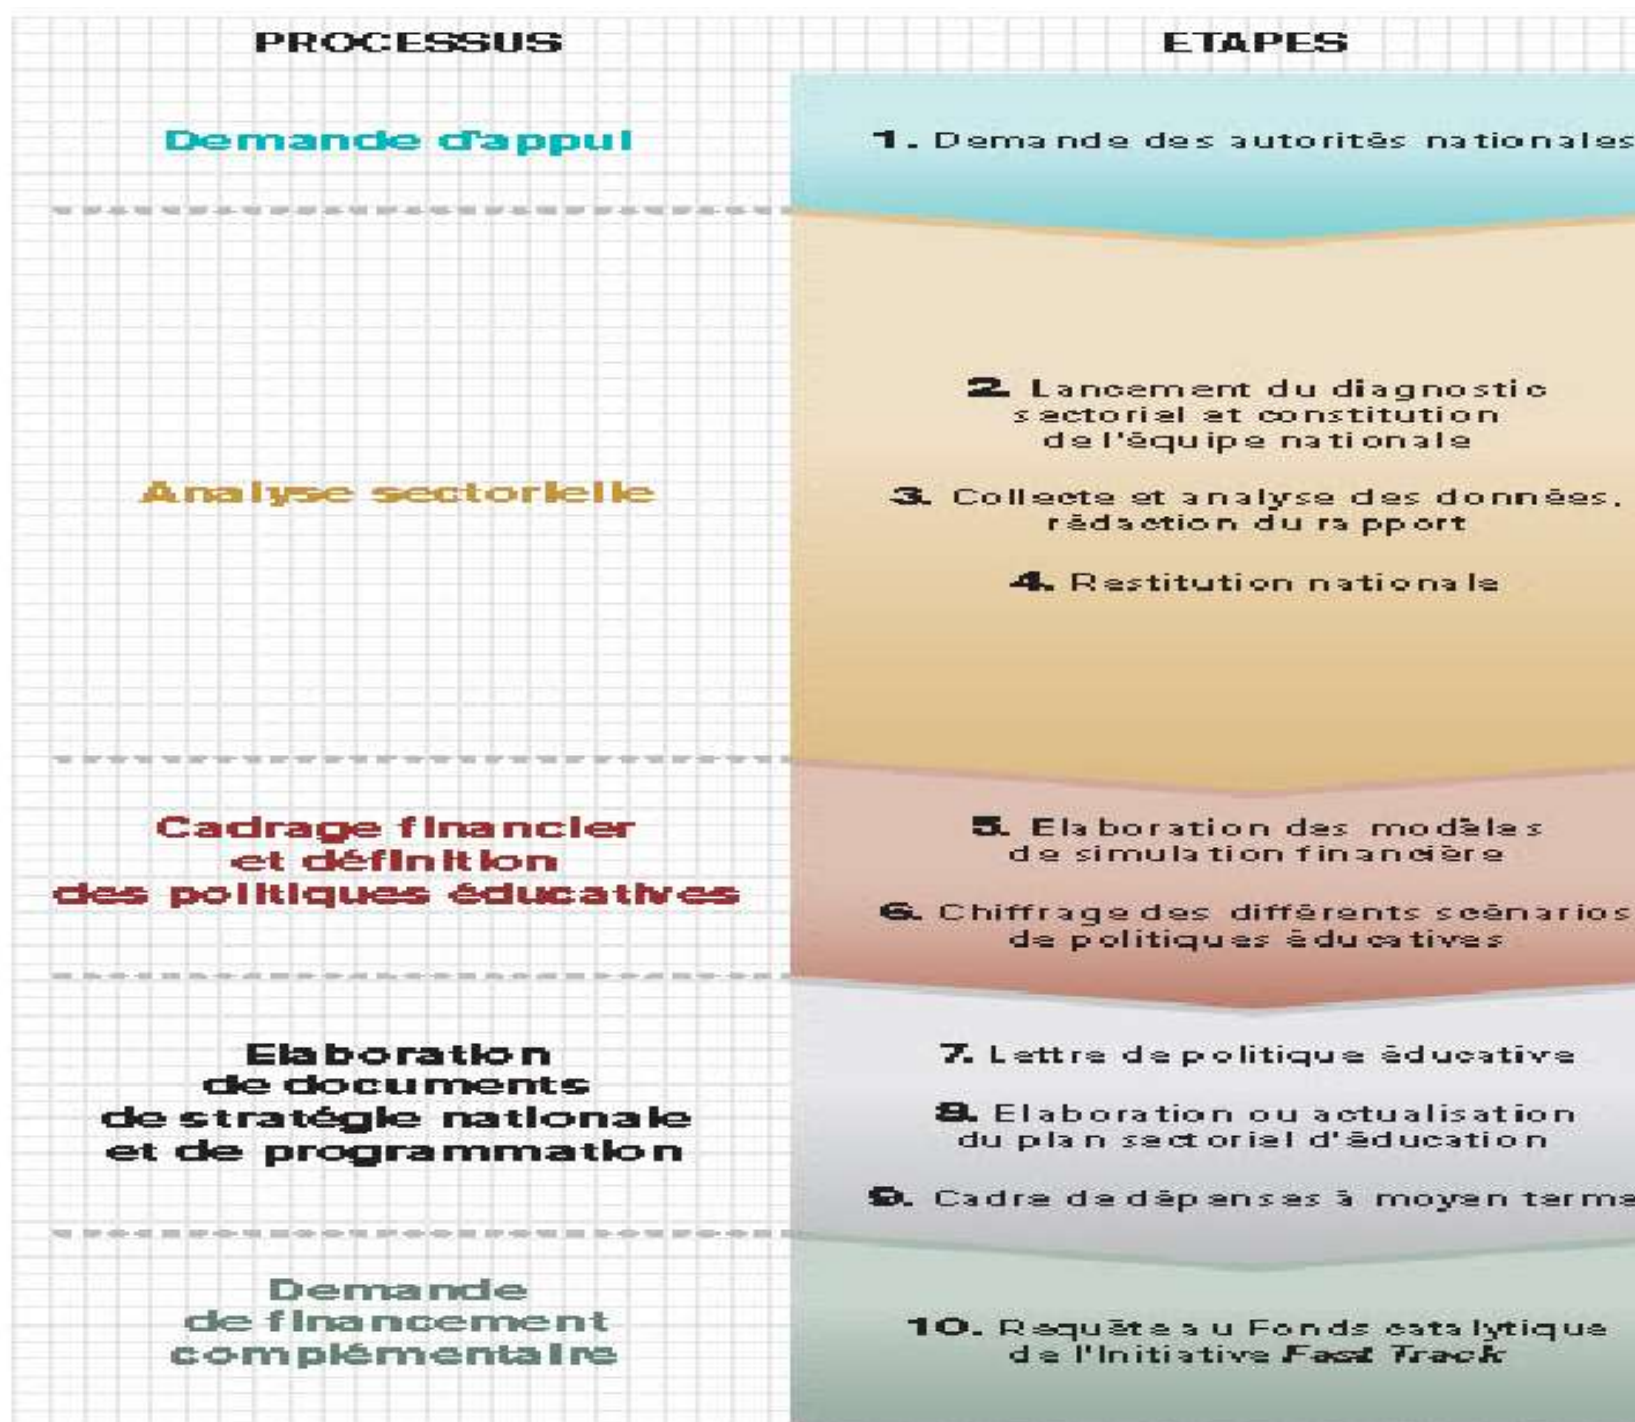 PROCESSUS
ETAPES
Demande d'appui
1. Demande des autorités nationales
Analyse sectorielle
2. Lancement du diagnostic
sectoriel et constitution
de l'équipe nationale
3. Collecte et analyse des données,
rédaction du rapport
4. Restitution nationale
Cadrage financier
et définition
des politiques éducatives
5. Elaboration des modèles
de simulation financière
6. Chiffrage des différents scénarios
de politiques éducatives
Elaboration
de documents
de stratégie nationale
et de programmation
7. Lettre de politique éducative
8. Elaboration ou actualisation
du plan sectoriel d'éducation
9. Cadre de dépenses à moyen terme
Demande
de financement
complémentaire
10. Requête au Fonds catalytique
de l'Initiative Fast Track